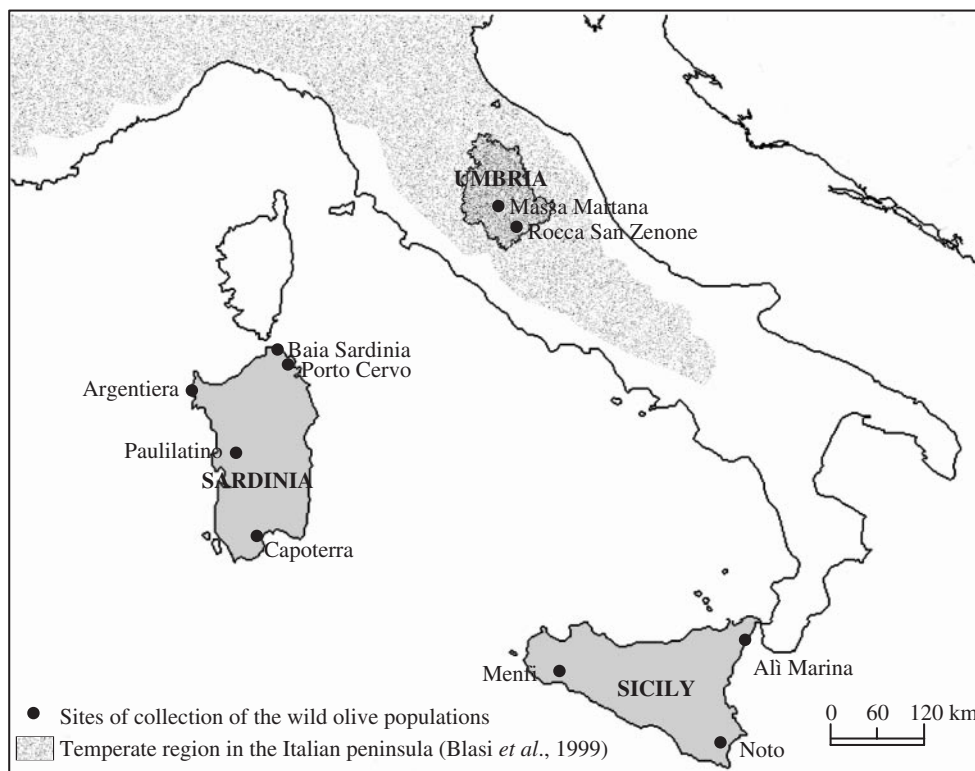 UMBRIA
Massa Martana
Rocca San Zenone
Baia Sardinia
Porto Cervo
Argentiera
Paulilatino
SARDINIA
Capoterra
Alì Marina
Menfi
SICILY
Noto
Sites of collection of the wild olive populations
Temperate region in the Italian peninsula (Blasi et al., 1999)
0 60 120 km